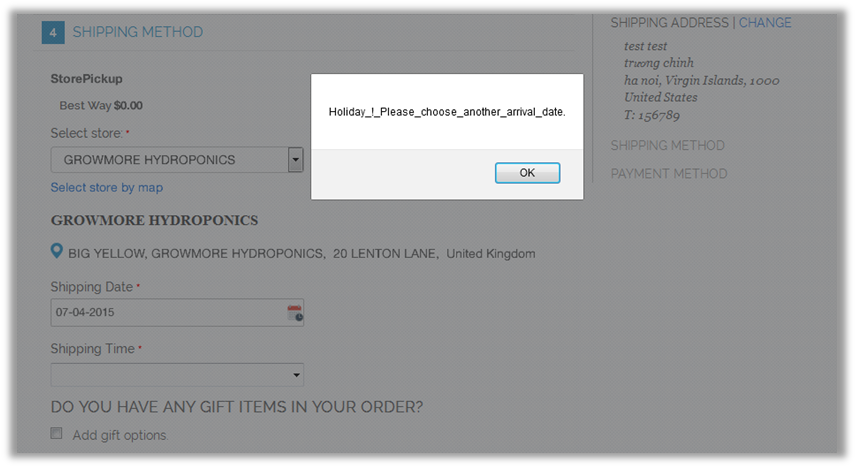 4 SHIPPING METHOD
StorePickup
Best Way $0.00
Select store: *
GROWMORE HYDROPONICS
Select store by map
GROWMORE HYDROPONICS
BIG YELLOW, GROWMORE HYDROPONICS, 20 LENTON LANE, United Kingdom
Shipping Date *
07-04-2015
Shipping Time *
DO YOU HAVE ANY GIFT ITEMS IN YOUR ORDER?
Add gift options.
Holiday_!_Please_choose_another_arrival_date.
OK
SHIPPING ADDRESS | CHANGE
test test
trương chinh
ha noi, Virgin Islands, 1000
United States
T: 156789
SHIPPING METHOD
PAYMENT METHOD